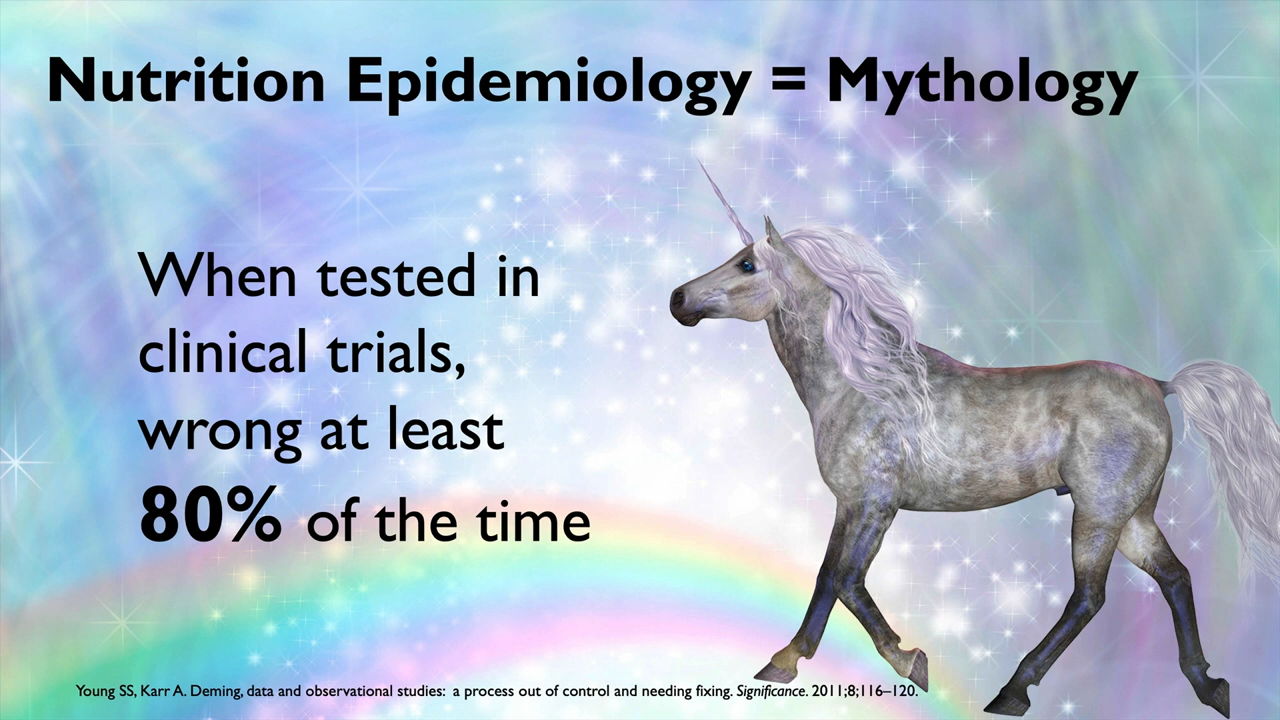 Nutrition Epidemiology = Mythology
When tested in
clinical trials,
wrong at least
80% of the time
Young SS, Karr A. Deming, data and observational studies: a process out of control and needing fixing. Significance. 2011;8;116–120.